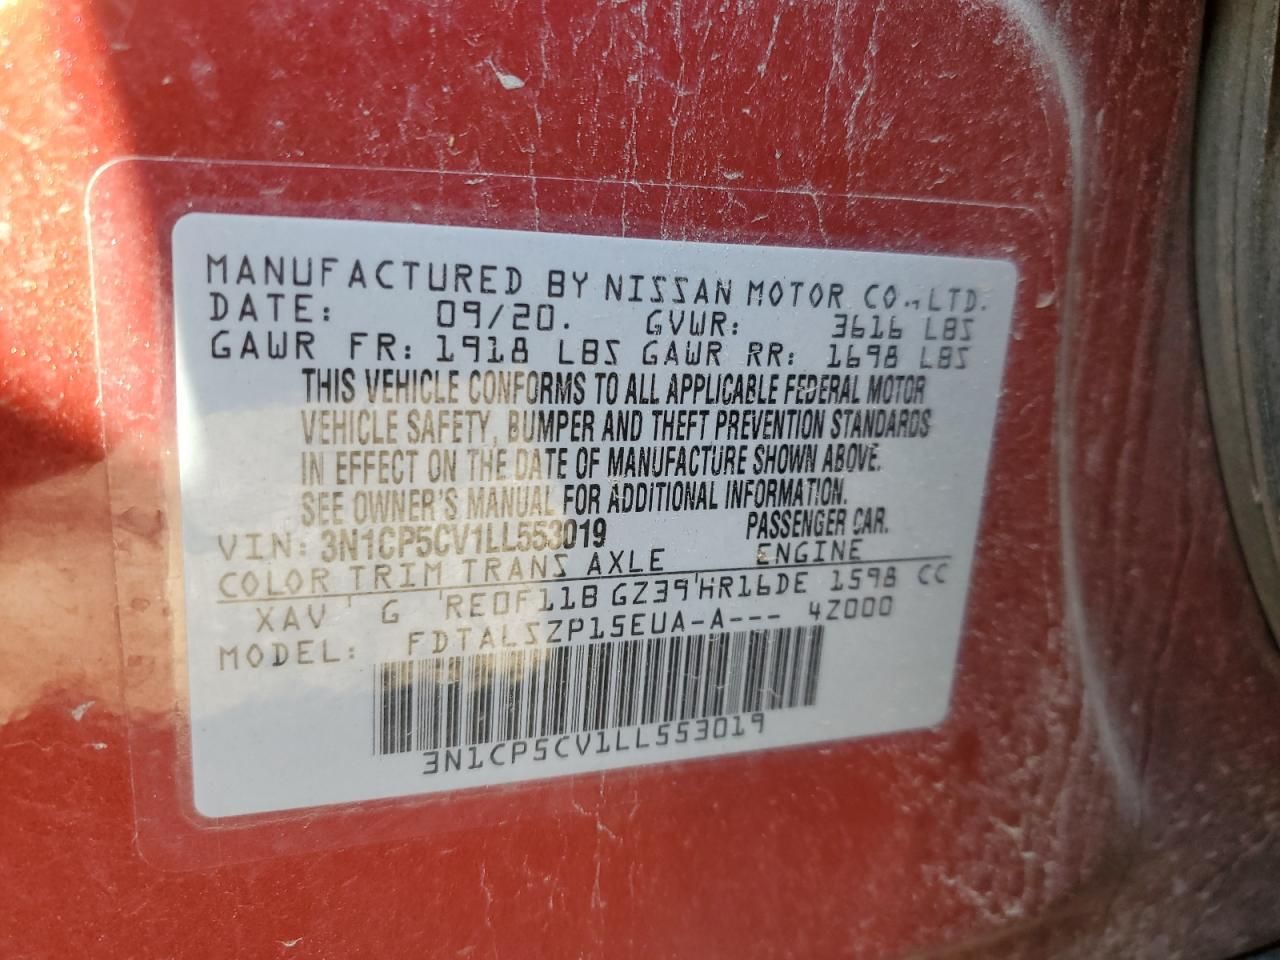 MANUFACTURED BY NISSAN MOTOR CO., LTD.
DATE: 09/20. GVWR: 3616 LBS
GAWR FR: 1918 LBS GAWR RR: 1698 LBS
THIS VEHICLE CONFORMS TO ALL APPLICABLE FEDERAL MOTOR
VEHICLE SAFETY, BUMPER AND THEFT PREVENTION STANDARDS
IN EFFECT ON THE DATE OF MANUFACTURE SHOWN ABOVE.
SEE OWNER'S MANUAL FOR ADDITIONAL INFORMATION.
VIN: 3N1CP5CV1LL553019 PASSENGER CAR.
COLOR TRIM TRANS AXLE ENGINE
XAV ' G 'RE0F11B GZ39'HR16DE 1598 CC
MODEL: FDTALSZP15EUA-A--- 4Z000
3N1CP5CV1LL553019